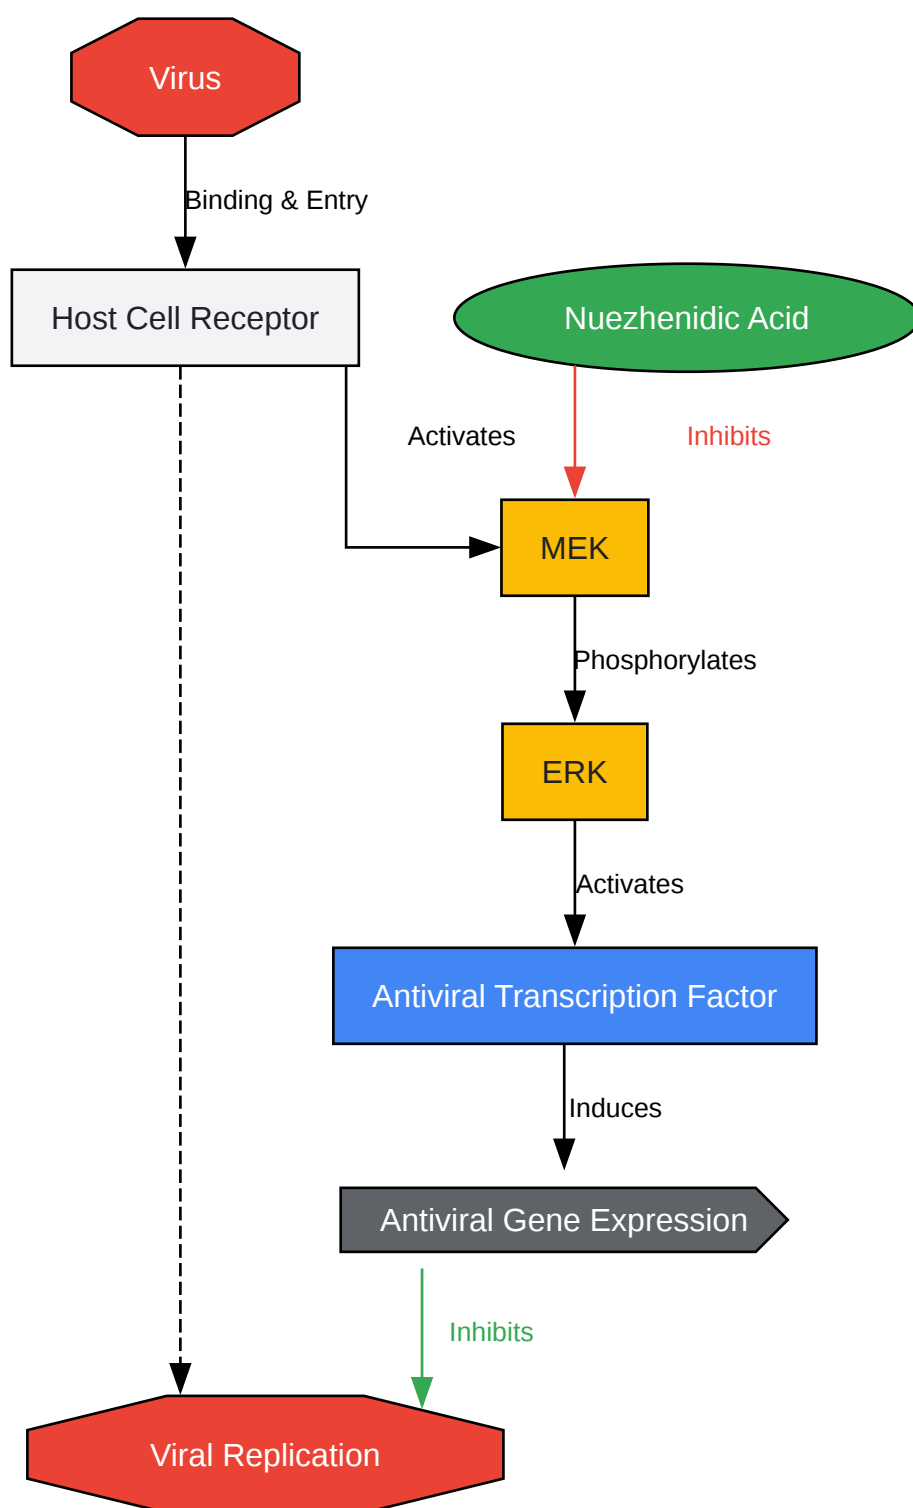 Virus
Binding & Entry
Host Cell Receptor
Nuezhenidic Acid
Activates
Inhibits
MEK
Phosphorylates
ERK
Activates
Antiviral Transcription Factor
Induces
Antiviral Gene Expression
Inhibits
Viral Replication